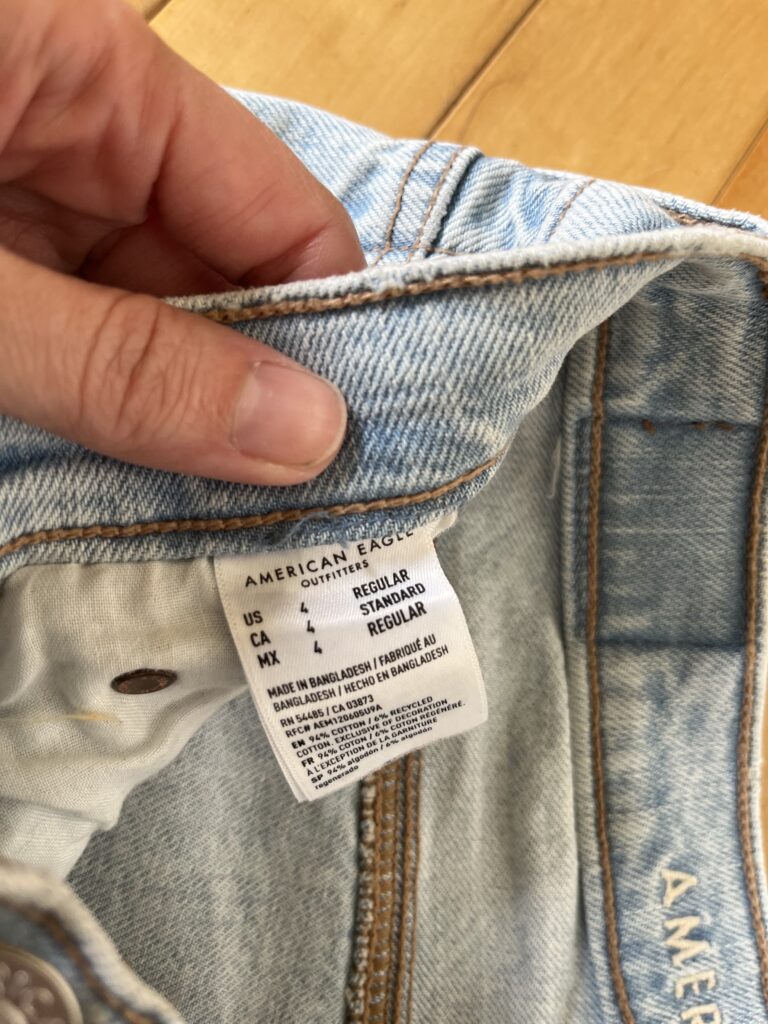 AMERICAN EAGLE
OUTFITTERS
US 4 REGULAR
CA 4 STANDARD
MX 4 REGULAR
MADE IN BANGLADESH / FABRIQUÉ AU
BANGLADESH / HECHO EN BANGLADESH
RN 54485 / CA 03873
RFC# AEM120605U9A
EN 94% COTTON / 6% RECYCLED
COTTON. EXCLUSIVE OF DECORATION
FR 94% COTON / 6% COTON RÉGÉNÉRÉ.
À L'EXCEPTION DE LA GARNITURE
SP 94% algodón / 6% algodón
regenerado
AMER